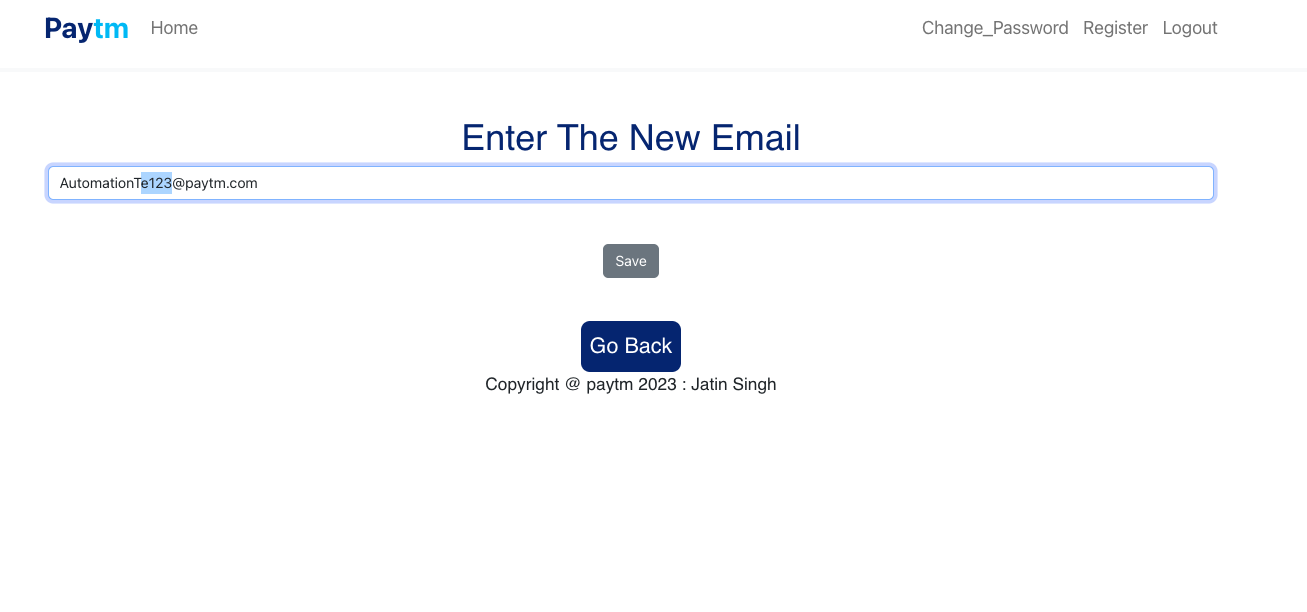 Paytm Home Change_Password Register Logout
Enter The New Email
AutomationTe123@paytm.com
Save
Go Back
Copyright @ paytm 2023 : Jatin Singh